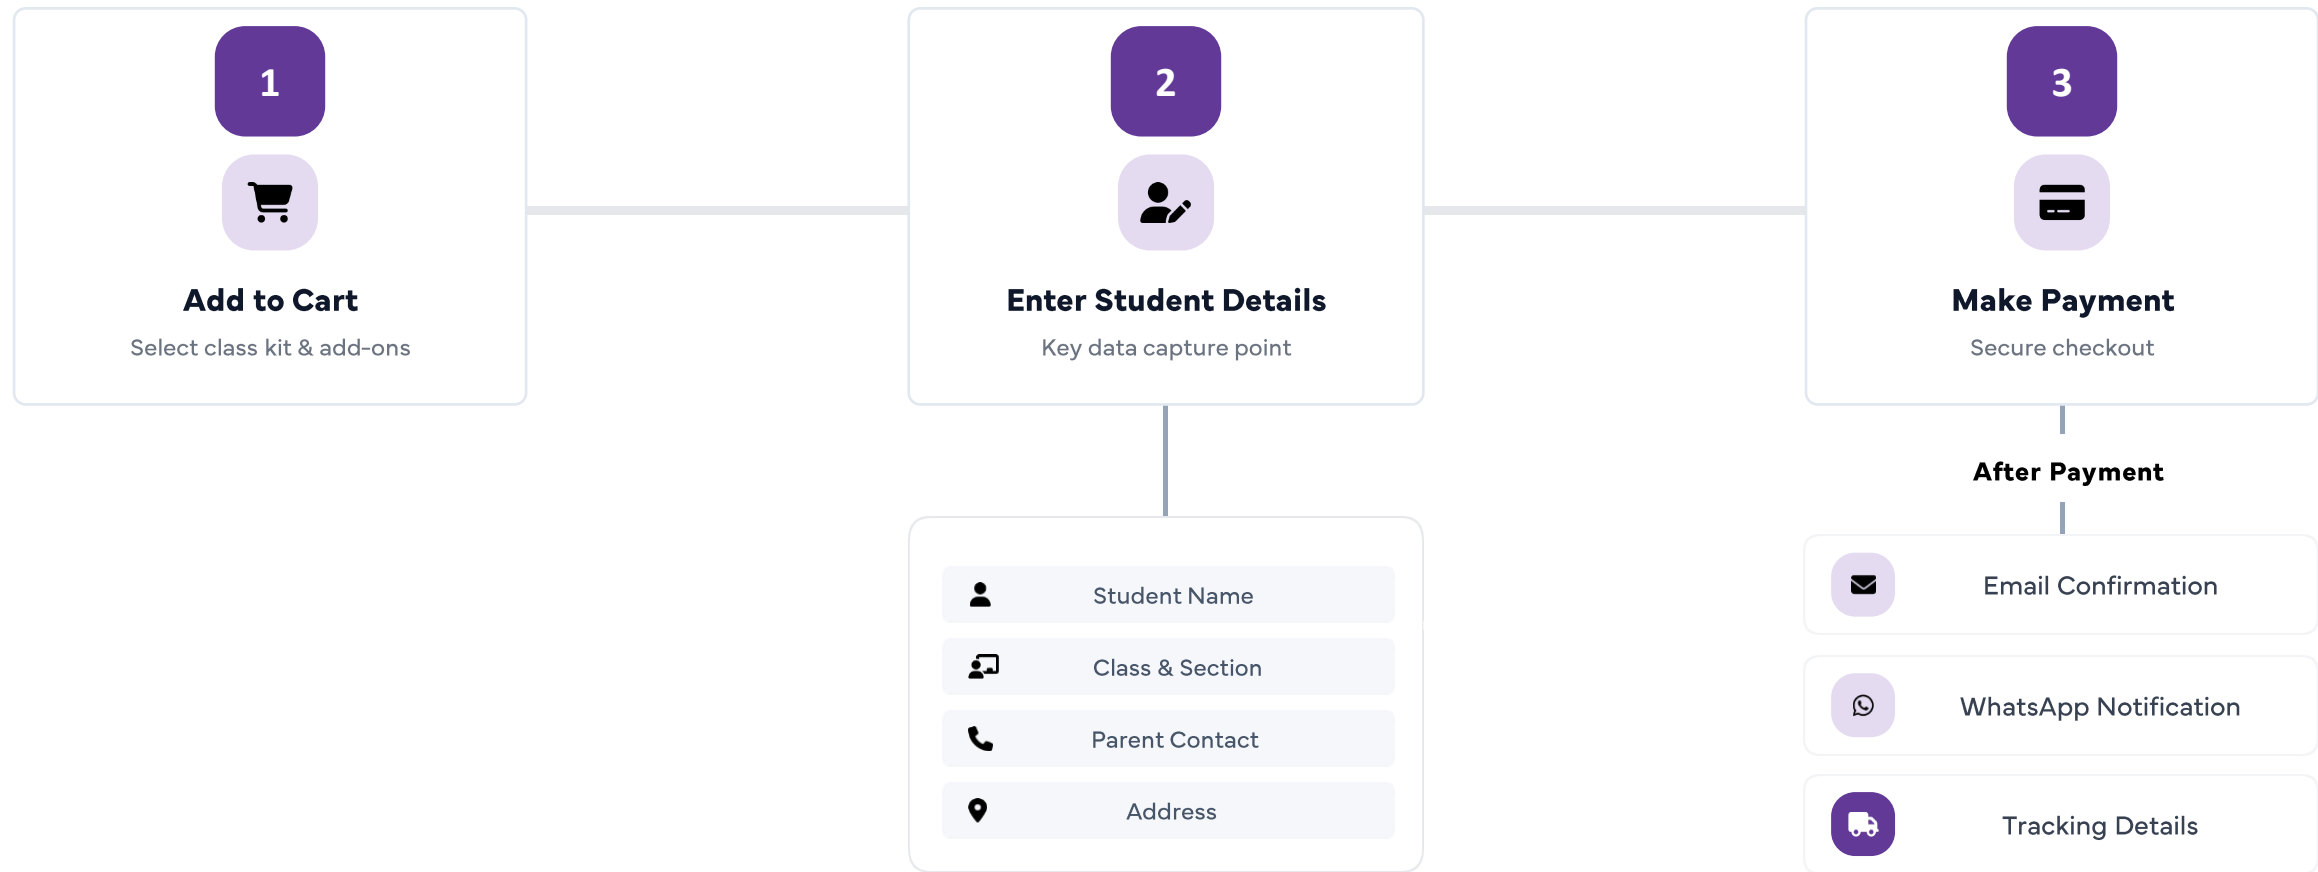 1
Add to Cart
Select class kit & add-ons
2
Enter Student Details
Key data capture point
Student Name
Class & Section
Parent Contact
Address
3
Make Payment
Secure checkout
After Payment
Email Confirmation
WhatsApp Notification
Tracking Details